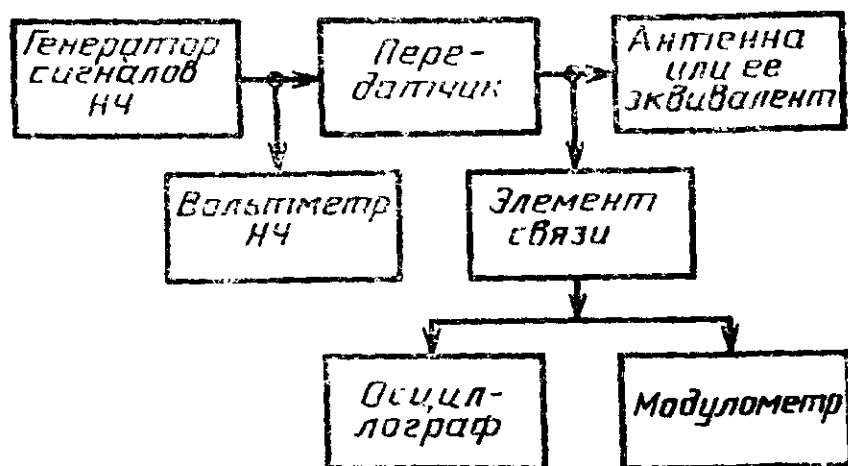 Генератор
сигналов
НЧ
Пере-
датчик
Антенна
или ее
эквивалент
Вольтметр
НЧ
Элемент
связи
Осцил-
лограф
Модулометр